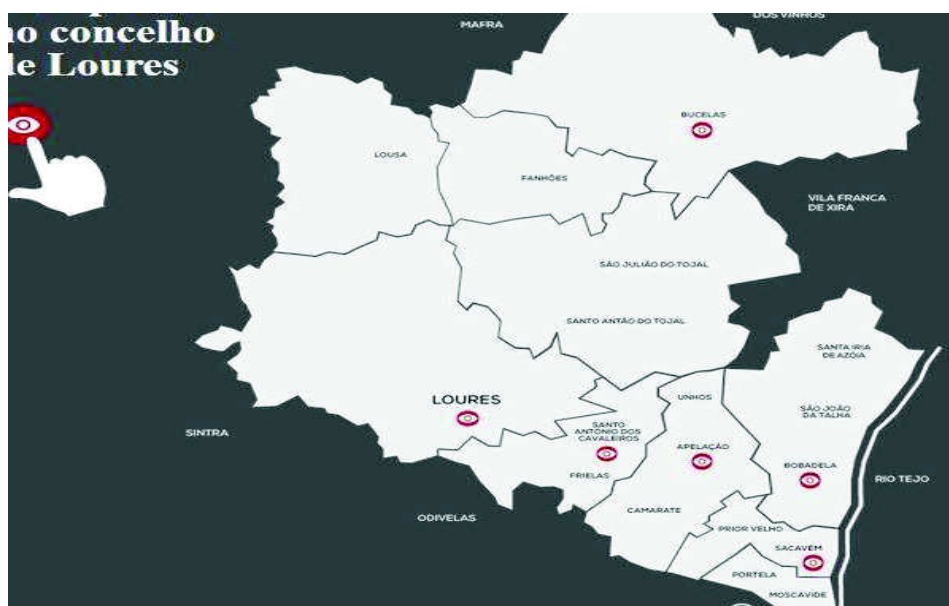 no concelho
de Loures
MAFRA
DOS VINHOS
BUCELAS
LOUSA
FANHÕES
VILA FRANCA
DE XIRA
SÃO JULIÃO DO TOJAL
SANTO ANTÃO DO TOJAL
SANTA IRIA
DE AZÓIA
LOURES
UNHOS
SÃO JOÃO
DA TALHA
SANTO
ANTÓNIO DOS
CAVALEIROS
SINTRA
APELAÇÃO
BOBADELA
FRIELAS
RIO TEJO
CAMARATE
ODIVELAS
PRIOR VELHO
SACAVÉM
PORTELA
MOSCAVIDE